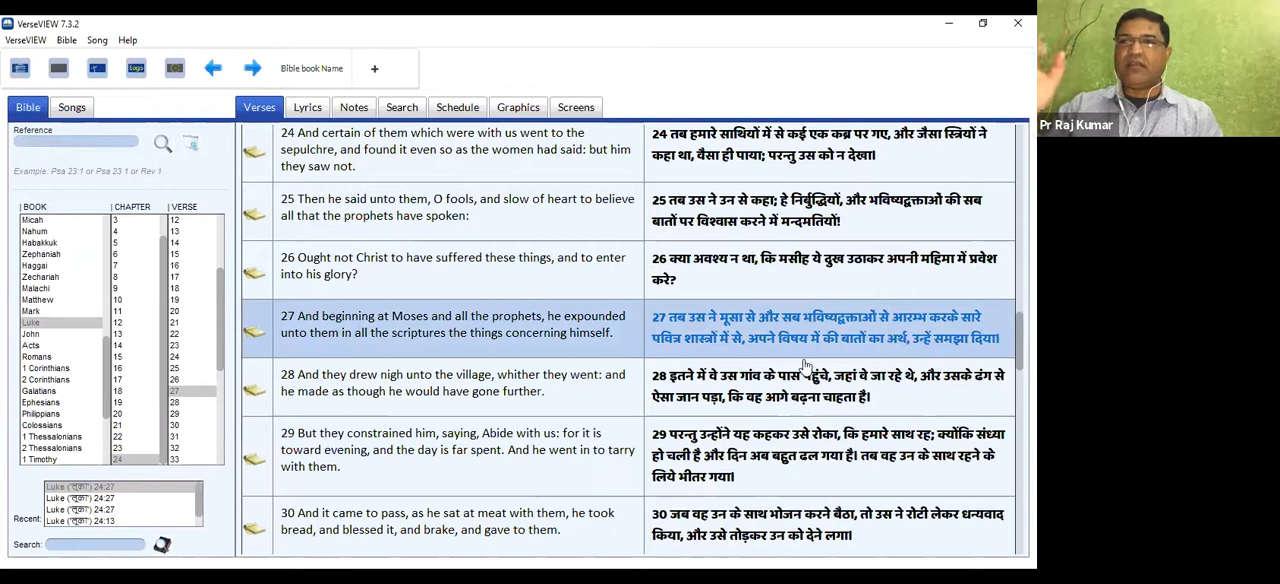 VerseVIEW 7.3.2
VerseVIEW Bible Song Help
Logo
Bible book Name +
Bible Songs
Reference
Example: Psa 23:1 or Psa 23 1 or Rev 1
BOOK CHAPTER VERSE
Micah 3 12
Nahum 4 13
Habakkuk 5 14
Zephaniah 6 15
Haggai 7 16
Zechariah 8 17
Malachi 9 18
Matthew 10 19
Mark 11 20
Luke 12 21
John 13 22
Acts 14 23
Romans 15 24
1 Corinthians 16 25
2 Corinthians 17 26
Galatians 18 27
Ephesians 19 28
Philippians 20 29
Colossians 21 30
1 Thessalonians 22 31
2 Thessalonians 23 32
1 Timothy 24 33
Recent:
Luke (लूका) 24:27
Luke (लूका) 24:27
Luke (लूका) 24:27
Luke (लूका) 24:13
Search:
Verses Lyrics Notes Search Schedule Graphics Screens
24 And certain of them which were with us went to the
sepulchre, and found it even so as the women had said: but him
they saw not.
24 तब हमारे साथियों में से कई एक कब्र पर गए, और जैसा स्त्रियों ने
कहा था, वैसा ही पाया; परन्तु उस को न देखा।
25 Then he said unto them, O fools, and slow of heart to believe
all that the prophets have spoken:
25 तब उस ने उन से कहा; हे निर्बुद्धियों, और भविष्यद्वक्ताओं की सब
बातों पर विश्वास करने में मन्दमतियों!
26 Ought not Christ to have suffered these things, and to enter
into his glory?
26 क्या अवश्य न था, कि मसीह ये दुख उठाकर अपनी महिमा में प्रवेश
करे?
27 And beginning at Moses and all the prophets, he expounded
unto them in all the scriptures the things concerning himself.
27 तब उस ने मूसा से और सब भविष्यद्वक्ताओं से आरम्भ करके सारे
पवित्र शास्त्रों में से, अपने विषय में की बातों का अर्थ, उन्हें समझा दिया।
28 And they drew nigh unto the village, whither they went: and
he made as though he would have gone further.
28 इतने में वे उस गांव के पास पहुंचे, जहां वे जा रहे थे, और उसके ढंग से
ऐसा जान पड़ा, कि वह आगे बढ़ना चाहता है।
29 But they constrained him, saying, Abide with us: for it is
toward evening, and the day is far spent. And he went in to tarry
with them.
29 परन्तु उन्होंने यह कहकर उसे रोका, कि हमारे साथ रह; क्योंकि संध्या
हो चली है और दिन अब बहुत ढल गया है। तब वह उन के साथ रहने के
लिये भीतर गया।
30 And it came to pass, as he sat at meat with them, he took
bread, and blessed it, and brake, and gave to them.
30 जब वह उन के साथ भोजन करने बैठा, तो उस ने रोटी लेकर धन्यवाद
किया, और उसे तोड़कर उन को देने लगा।
Pr Raj Kumar